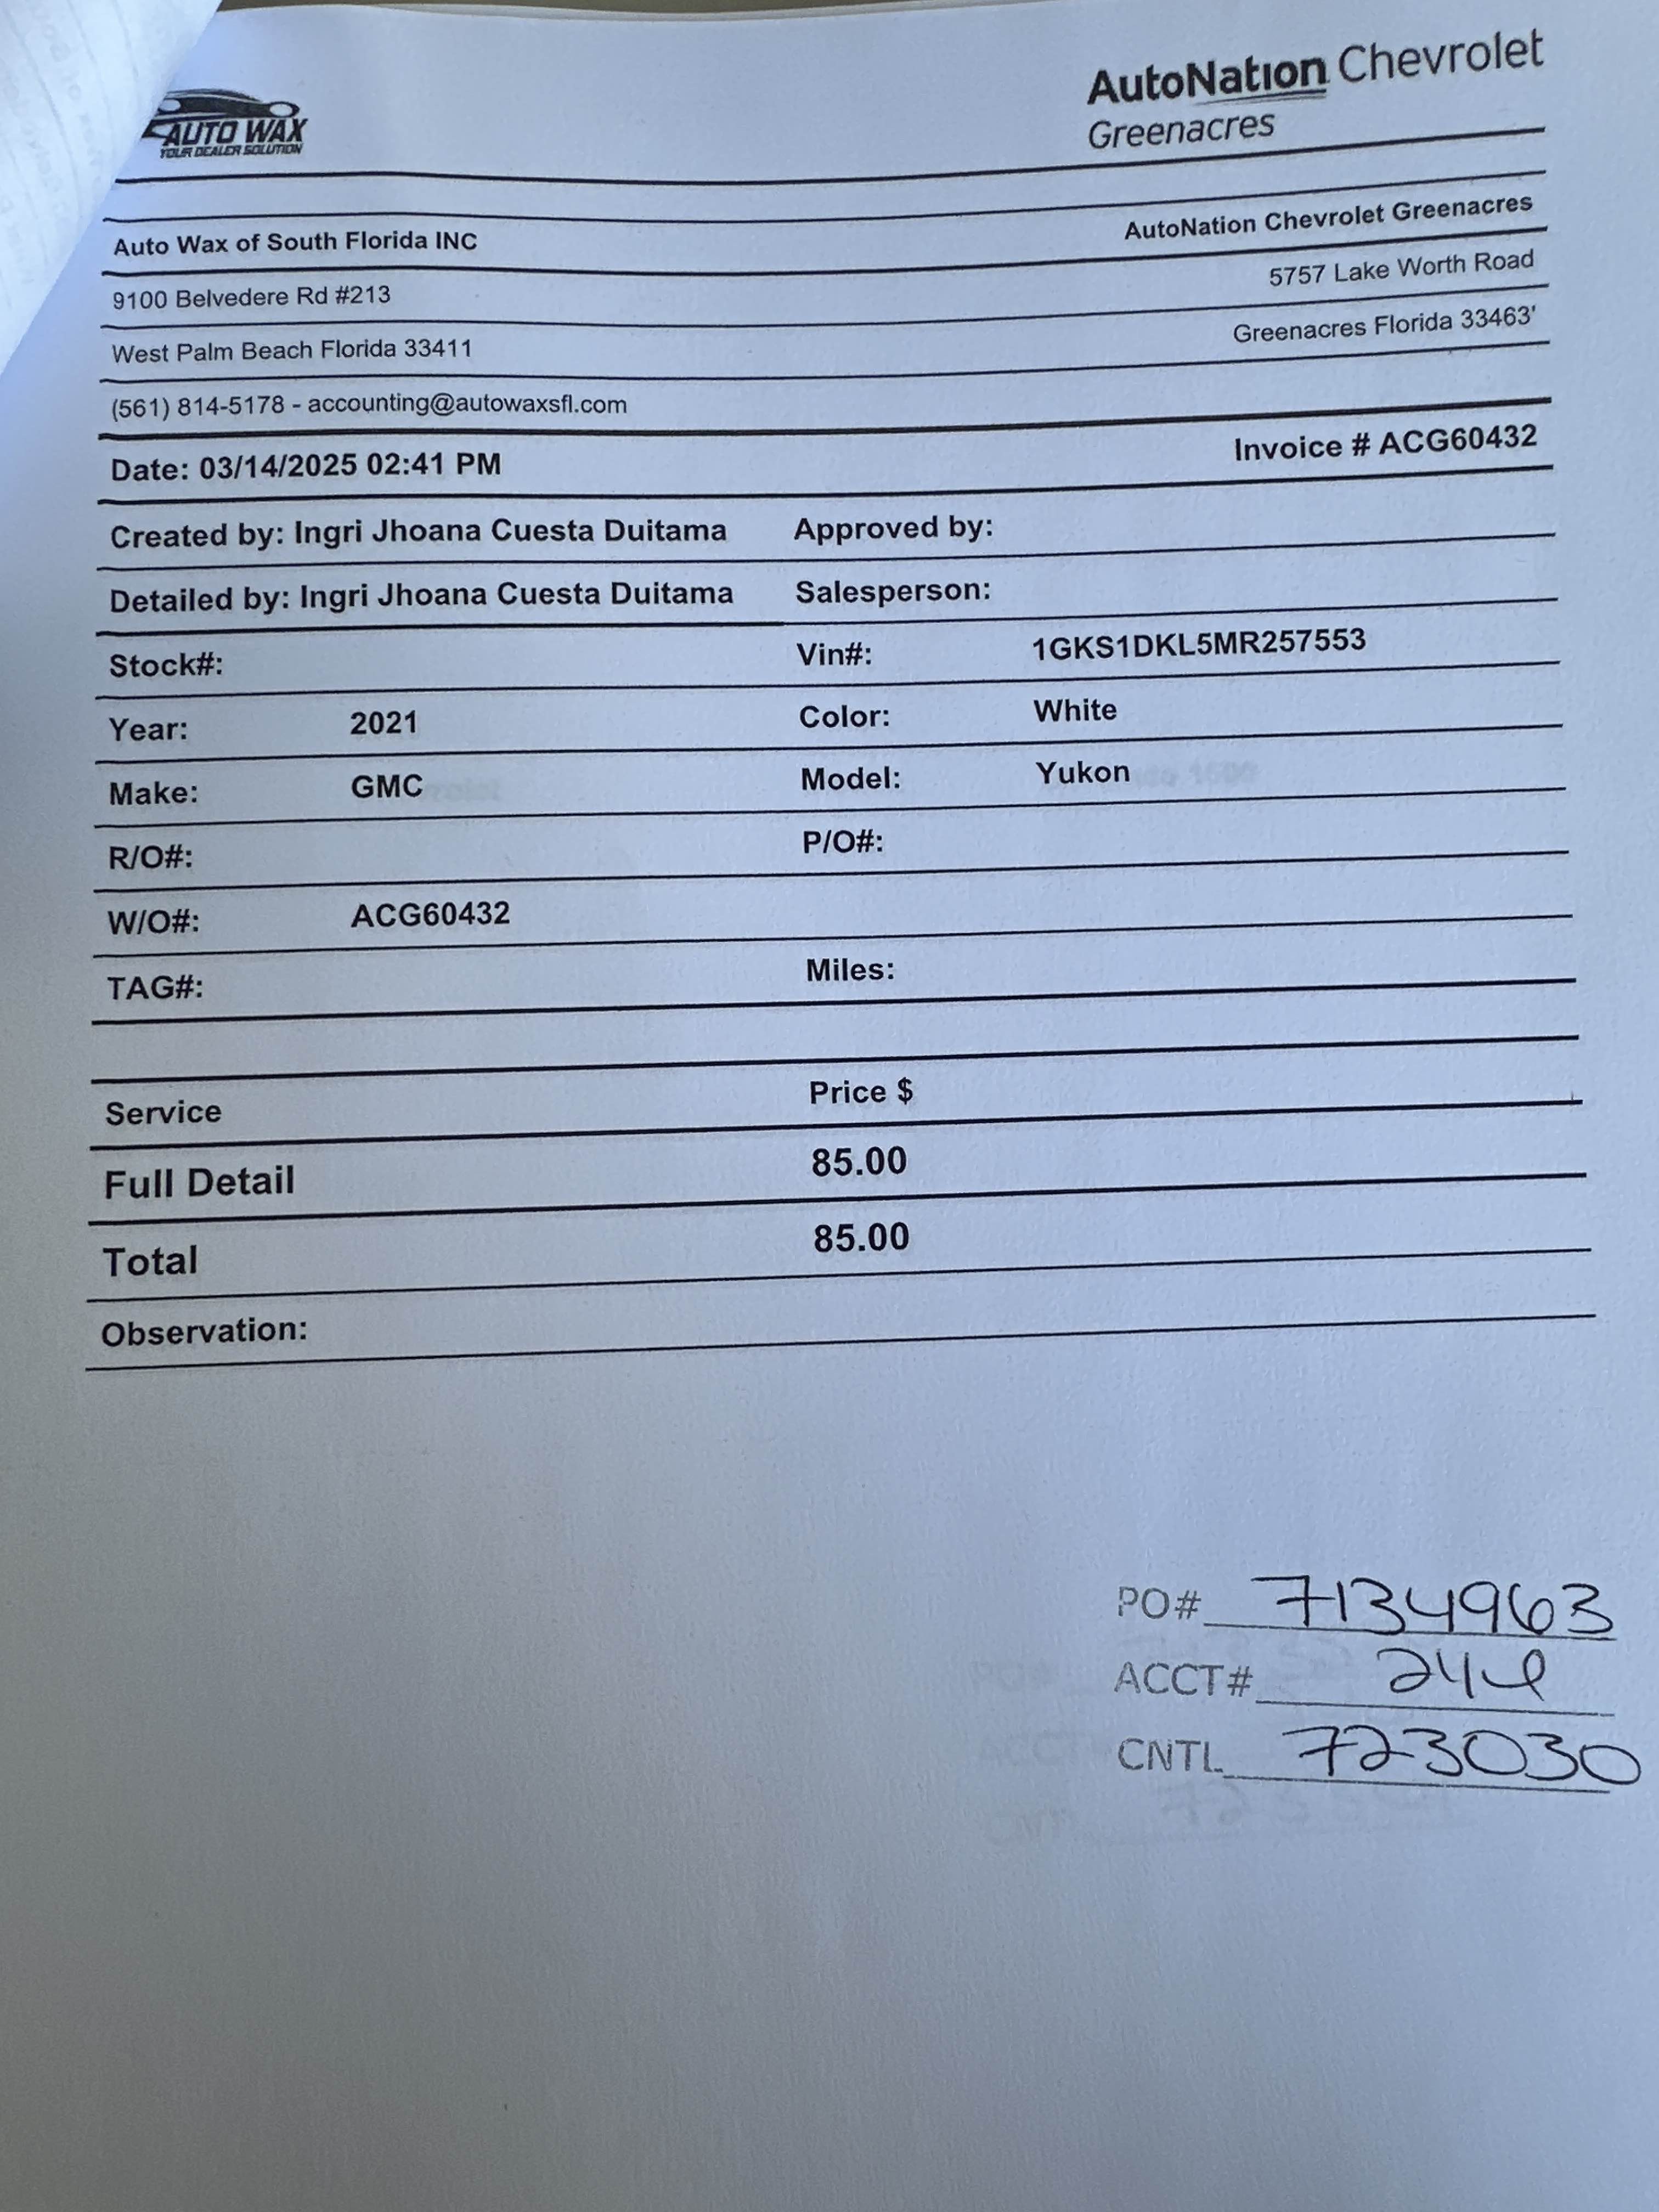 AUTO WAX
YOUR DEALER SOLUTION
AutoNation Chevrolet
Greenacres
Auto Wax of South Florida INC
AutoNation Chevrolet Greenacres
9100 Belvedere Rd #213
5757 Lake Worth Road
West Palm Beach Florida 33411
Greenacres Florida 33463'
(561) 814-5178 - accounting@autowaxsfl.com
Date: 03/14/2025 02:41 PM
Invoice # ACG60432
Created by: Ingri Jhoana Cuesta Duitama Approved by:
Detailed by: Ingri Jhoana Cuesta Duitama Salesperson:
Stock#: Vin#: 1GKS1DKL5MR257553
Year: 2021 Color: White
Make: GMC Model: Yukon
R/O#: P/O#:
W/O#: ACG60432
TAG#: Miles:
Service Price $
Full Detail 85.00
Total 85.00
Observation:
PO# 7134963
ACCT#
CNTL 723030